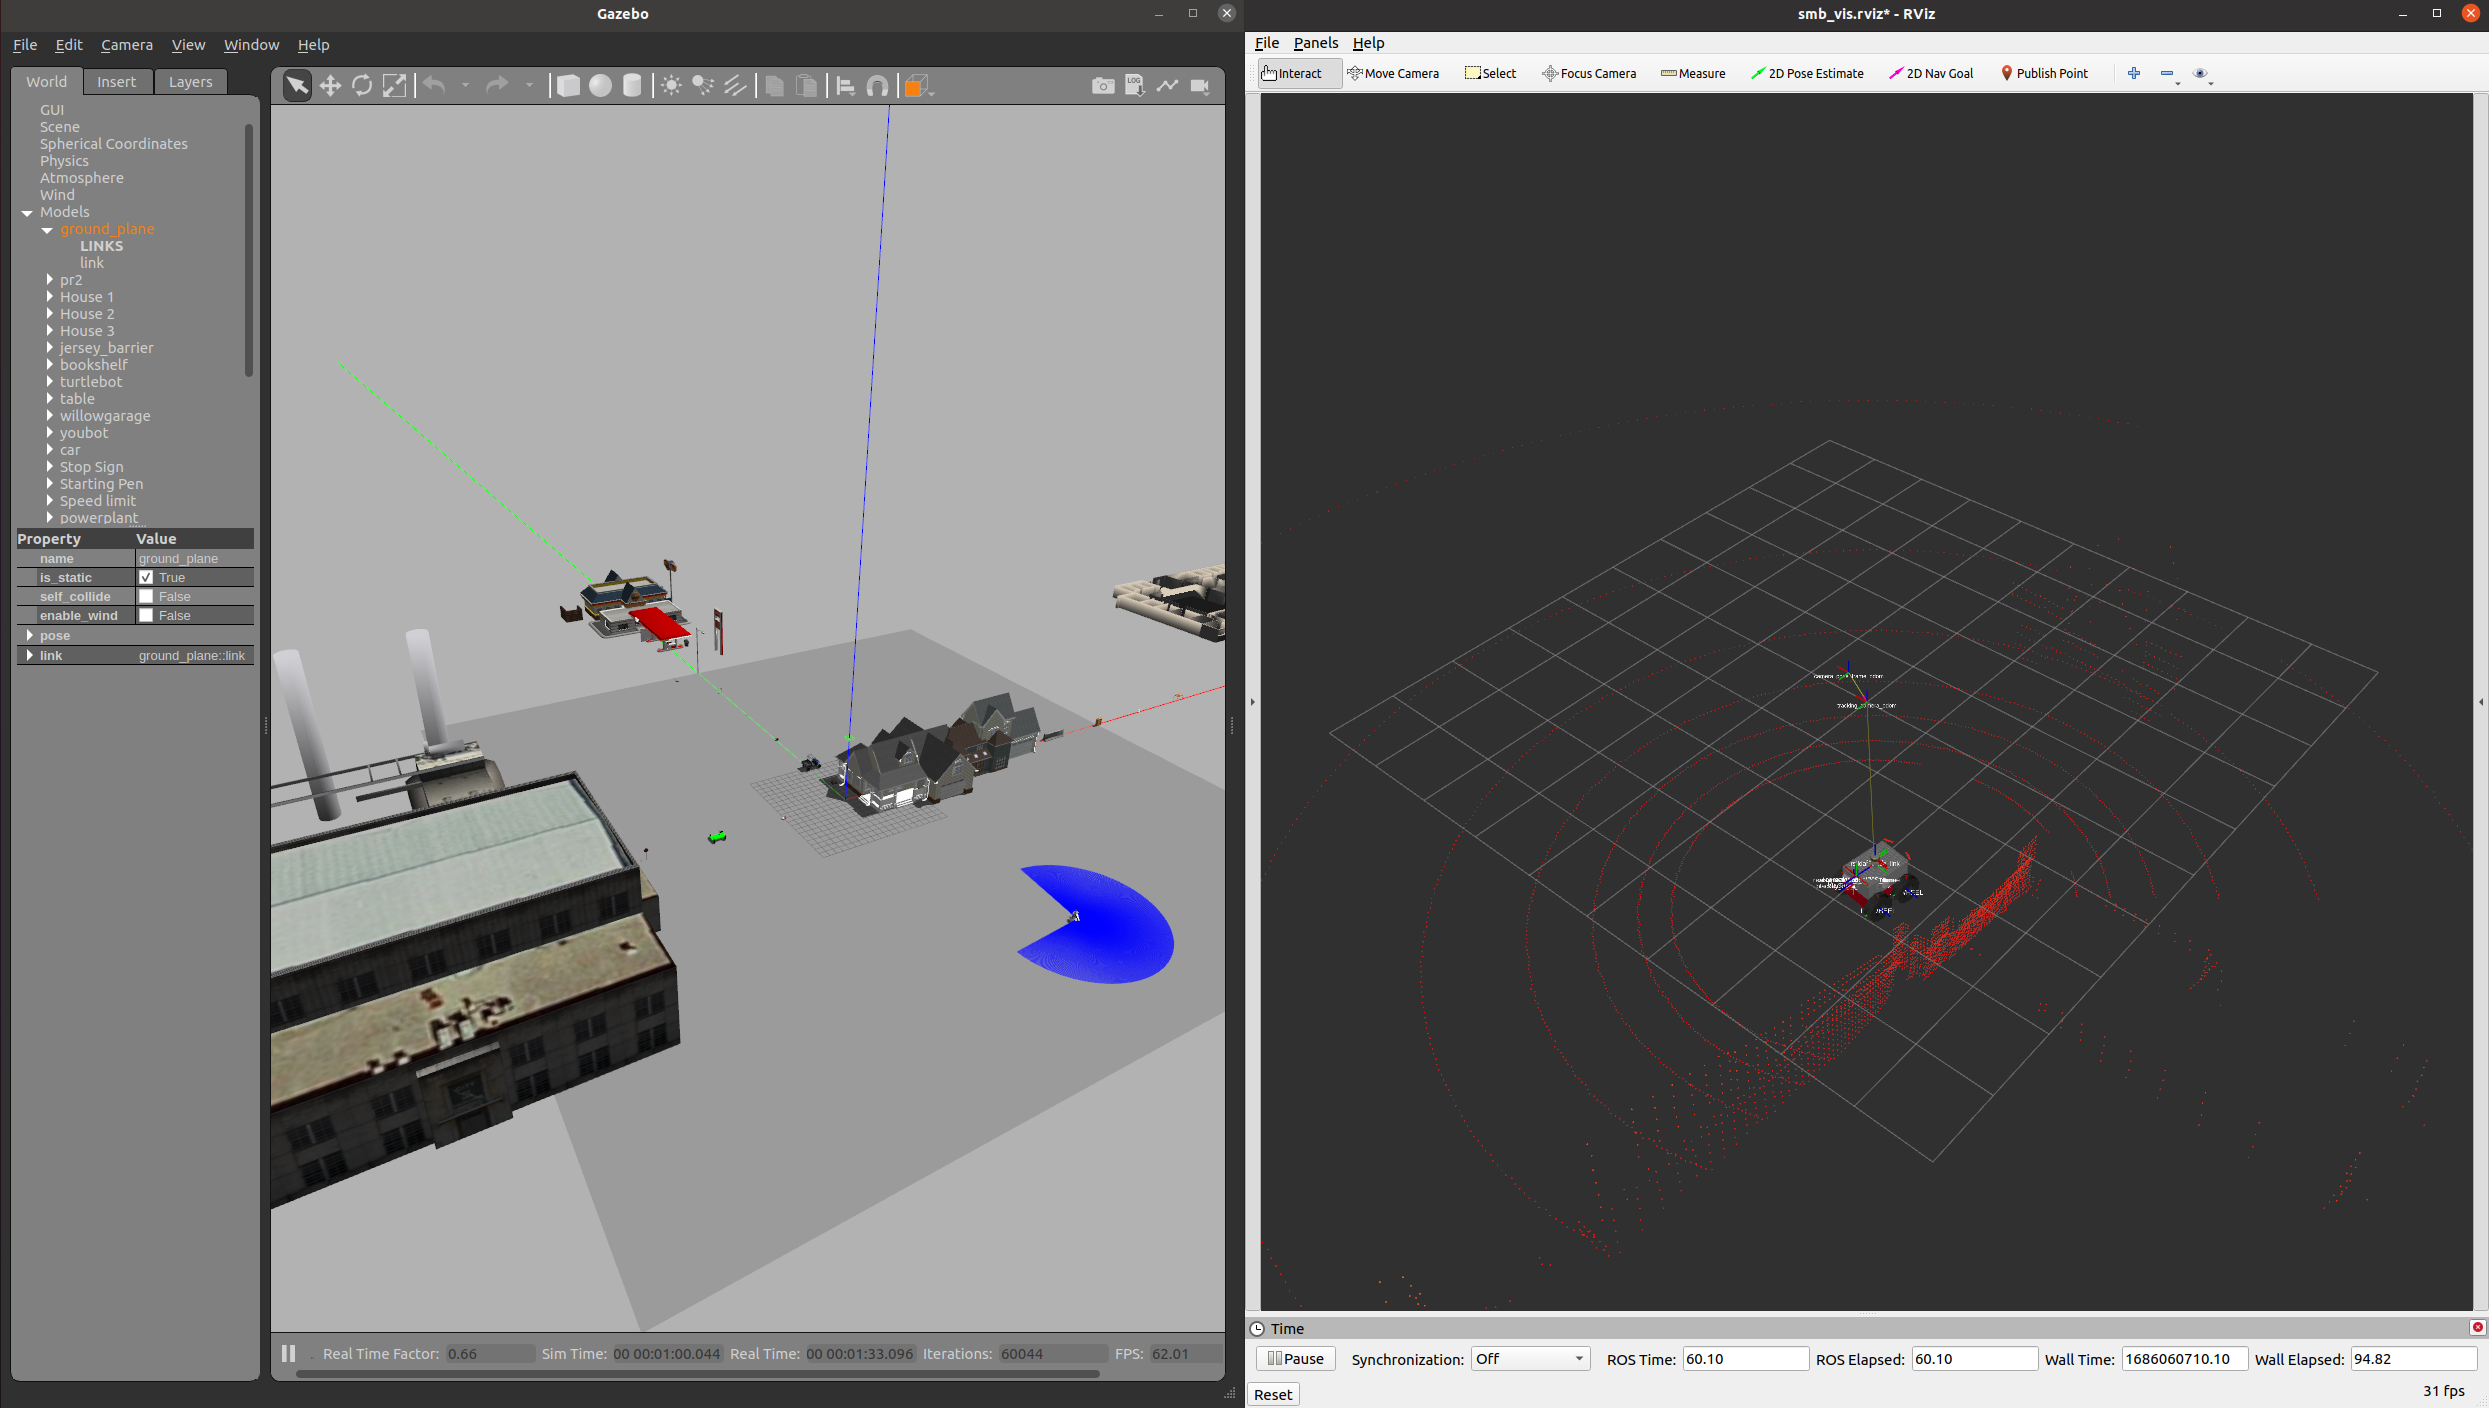 Gazebo
File Edit Camera View Window Help
World Insert Layers
GUI
Scene
Spherical Coordinates
Physics
Atmosphere
Wind
Models
ground_plane
LINKS
link
pr2
House 1
House 2
House 3
jersey_barrier
bookshelf
turtlebot
table
willowgarage
youbot
car
Stop Sign
Starting Pen
Speed limit
powerplant
Property Value
name ground_plane
is_static True
self_collide False
enable_wind False
pose
link ground_plane::link
LOG
Real Time Factor: 0.66 Sim Time: 00 00:01:00.044 Real Time: 00 00:01:33.096 Iterations: 60044 FPS: 62.01
smb_vis.rviz* - RViz
File Panels Help
Interact Move Camera Select Focus Camera Measure 2D Pose Estimate 2D Nav Goal Publish Point
tracking_camera_odom
Time
Pause Synchronization: Off ROS Time: 60.10 ROS Elapsed: 60.10 Wall Time: 1686060710.10 Wall Elapsed: 94.82
Reset 31 fps